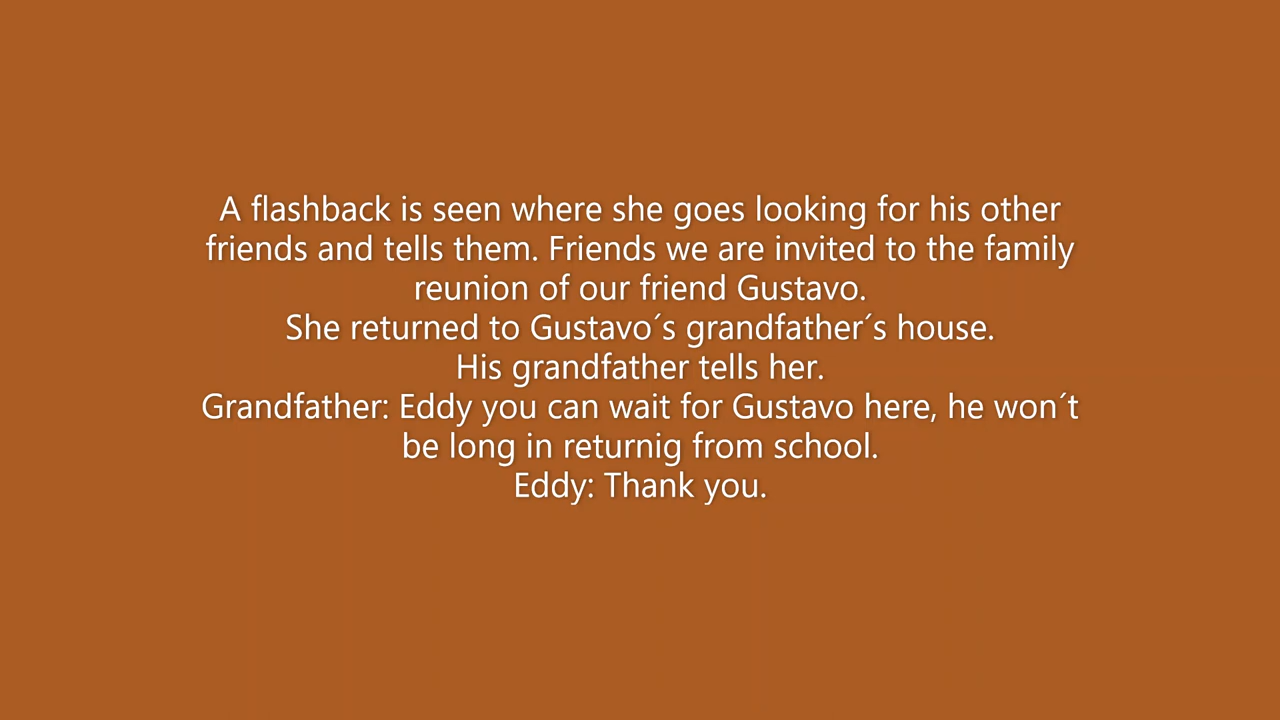 A flashback is seen where she goes looking for his other
friends and tells them. Friends we are invited to the family
reunion of our friend Gustavo.
She returned to Gustavo´s grandfather´s house.
His grandfather tells her.
Grandfather: Eddy you can wait for Gustavo here, he won´t
be long in returnig from school.
Eddy: Thank you.